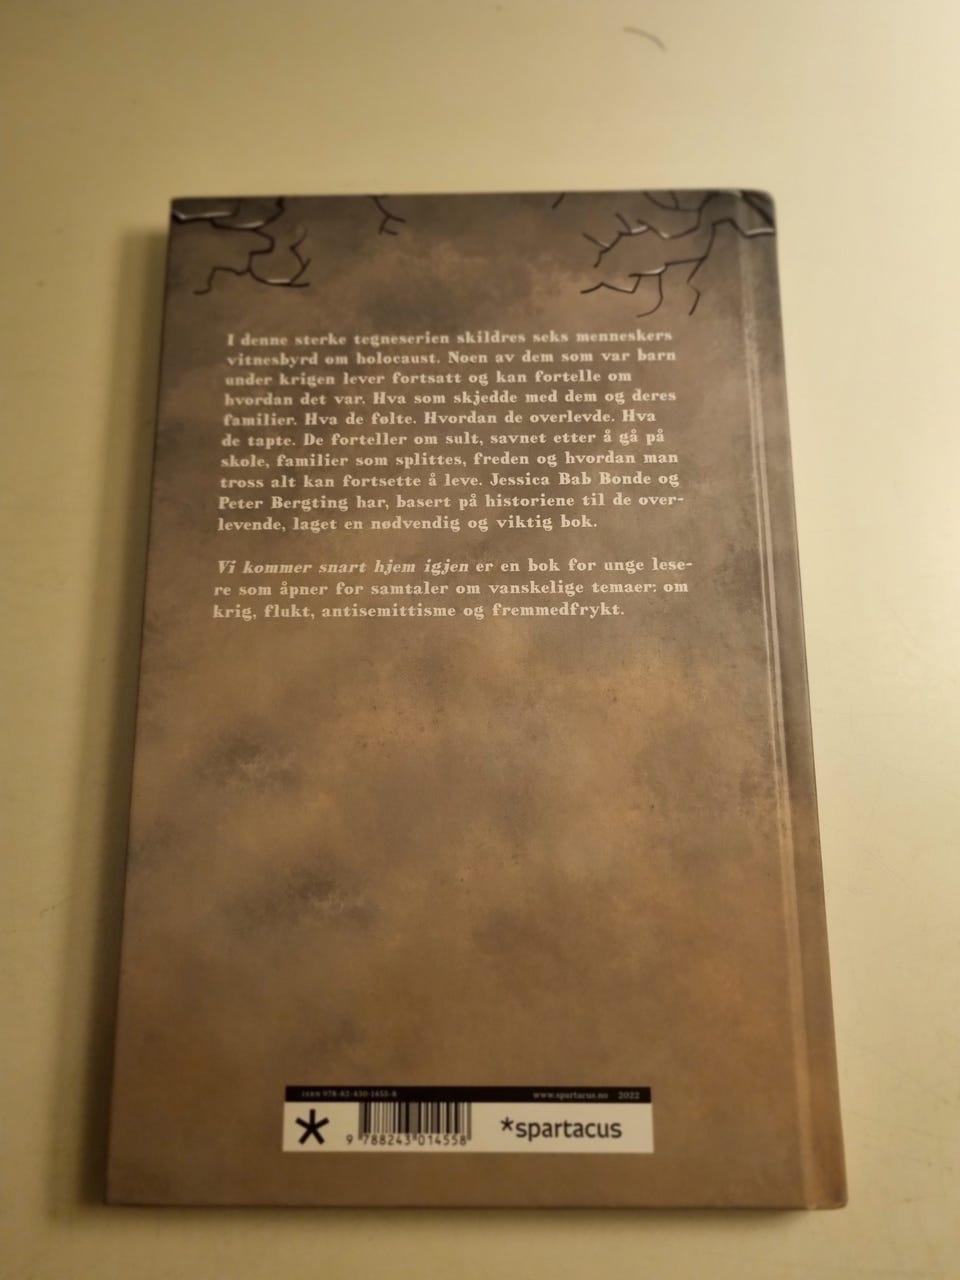 I denne sterke tegneserien skildres seks menneskers
vitnesbyrd om holocaust. Noen av dem som var barn
under krigen lever fortsatt og kan fortelle om
hvordan det var. Hva som skjedde med dem og deres
familier. Hva de følte. Hvordan de overlevde. Hva
de tapte. De forteller om sult, savnet etter å gå på
skole, familier som splittes, freden og hvordan man
tross alt kan fortsette å leve. Jessica Bab Bonde og
Peter Bergting har, basert på historiene til de over-
levende, laget en nødvendig og viktig bok.
Vi kommer snart hjem igjen er en bok for unge lese-
re som åpner for samtaler om vanskelige temaer: om
krig, flukt, antisemittisme og fremmedfrykt.
ISBN 978-82-430-1455-8 www.spartacus.no 2022
*spartacus
9 788243 014558